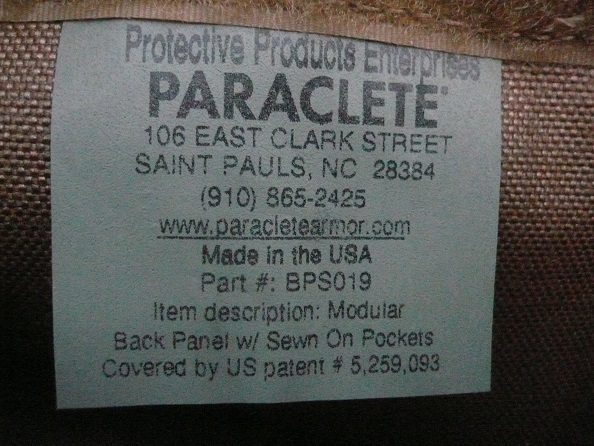 Protective Products Enterprises
PARACLETE
106 EAST CLARK STREET
SAINT PAULS, NC 28384
(910) 865-2425
www.paracletearmor.com
Made in the USA
Part #: BPS019
Item description: Modular
Back Panel w/ Sewn On Pockets
Covered by US patent # 5,259,093